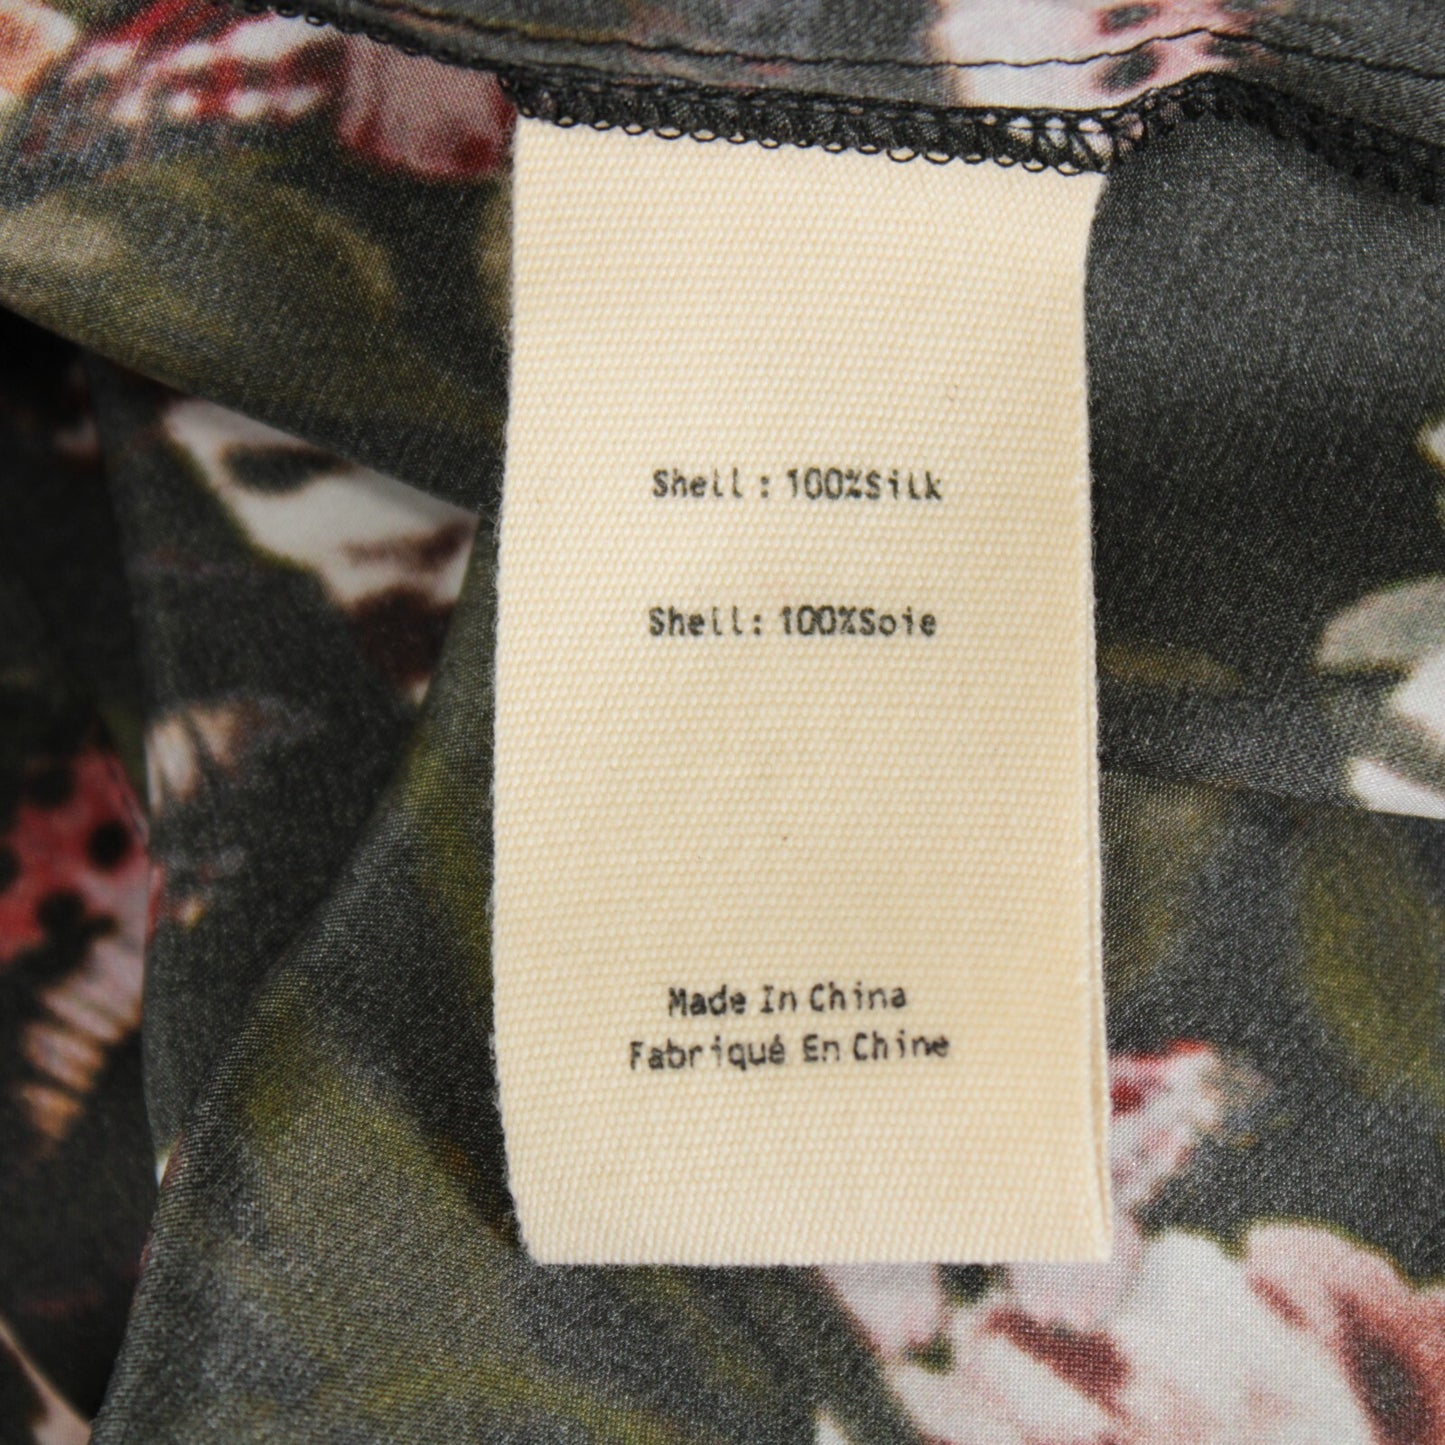 Shell: 100%Silk
Shell: 100%Soie
Made In China
Fabriqué En Chine